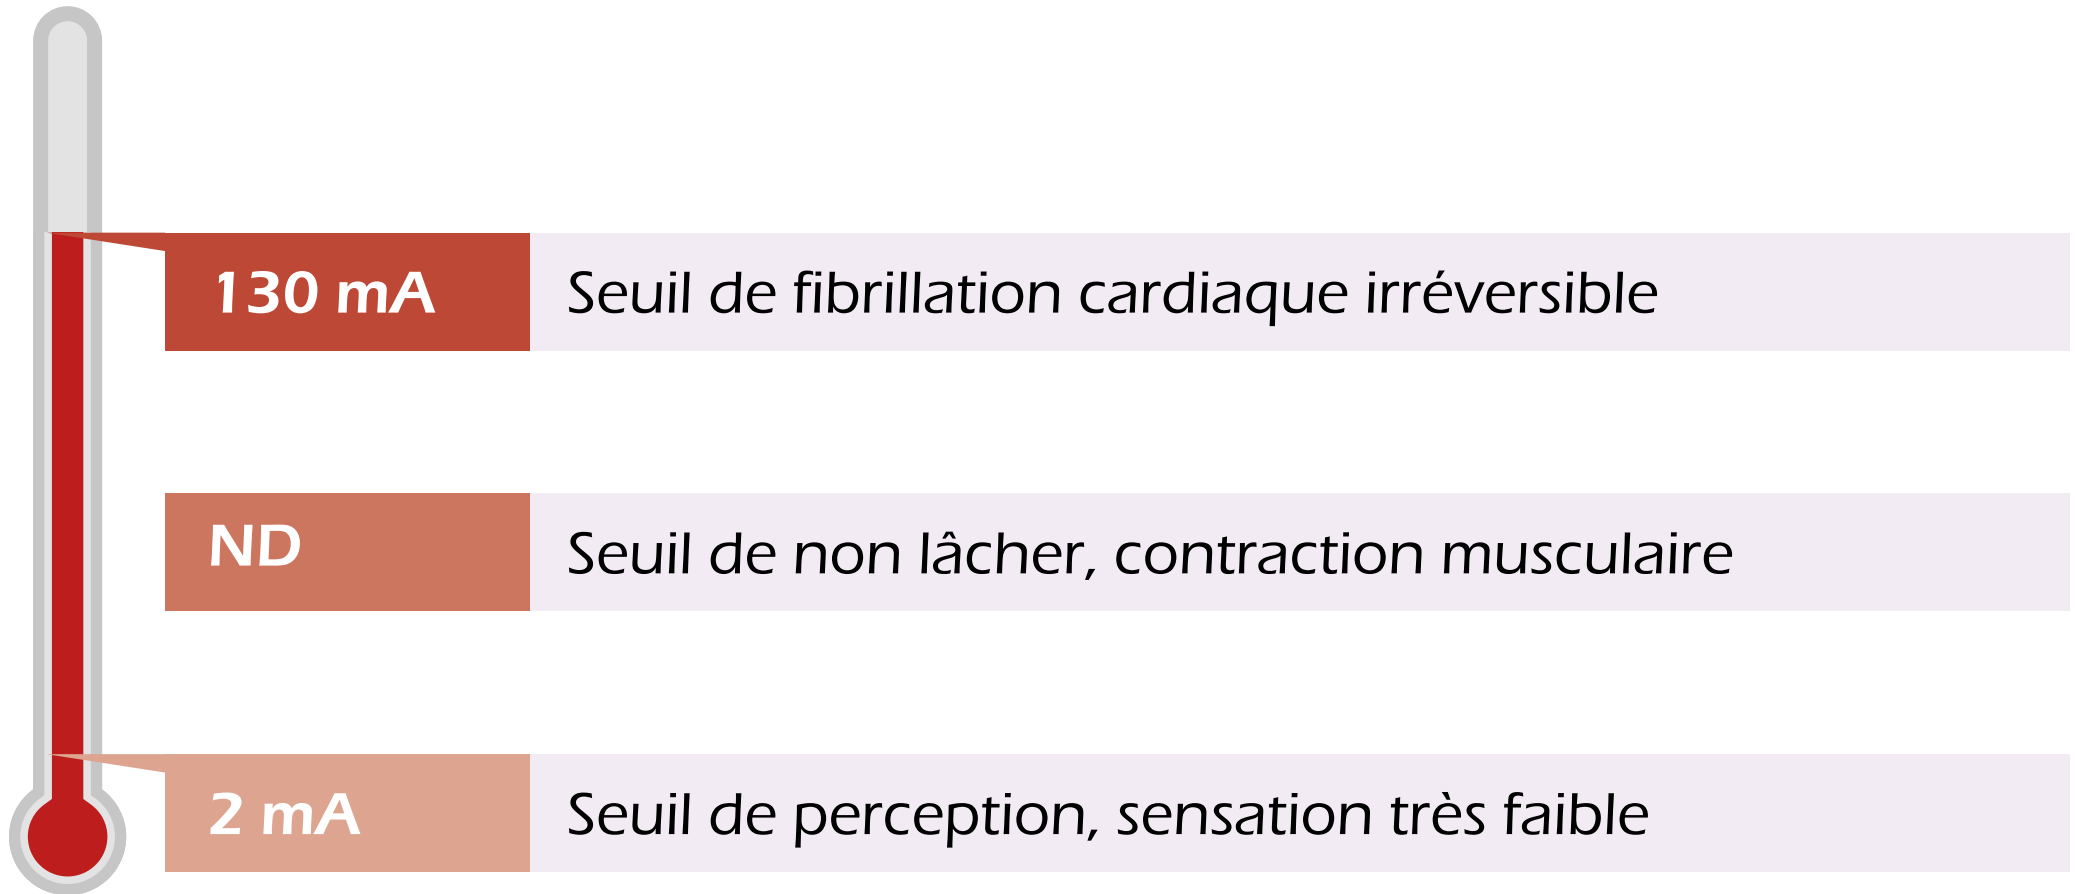 130 mA Seuil de fibrillation cardiaque irréversible
ND Seuil de non lâcher, contraction musculaire
2 mA Seuil de perception, sensation très faible